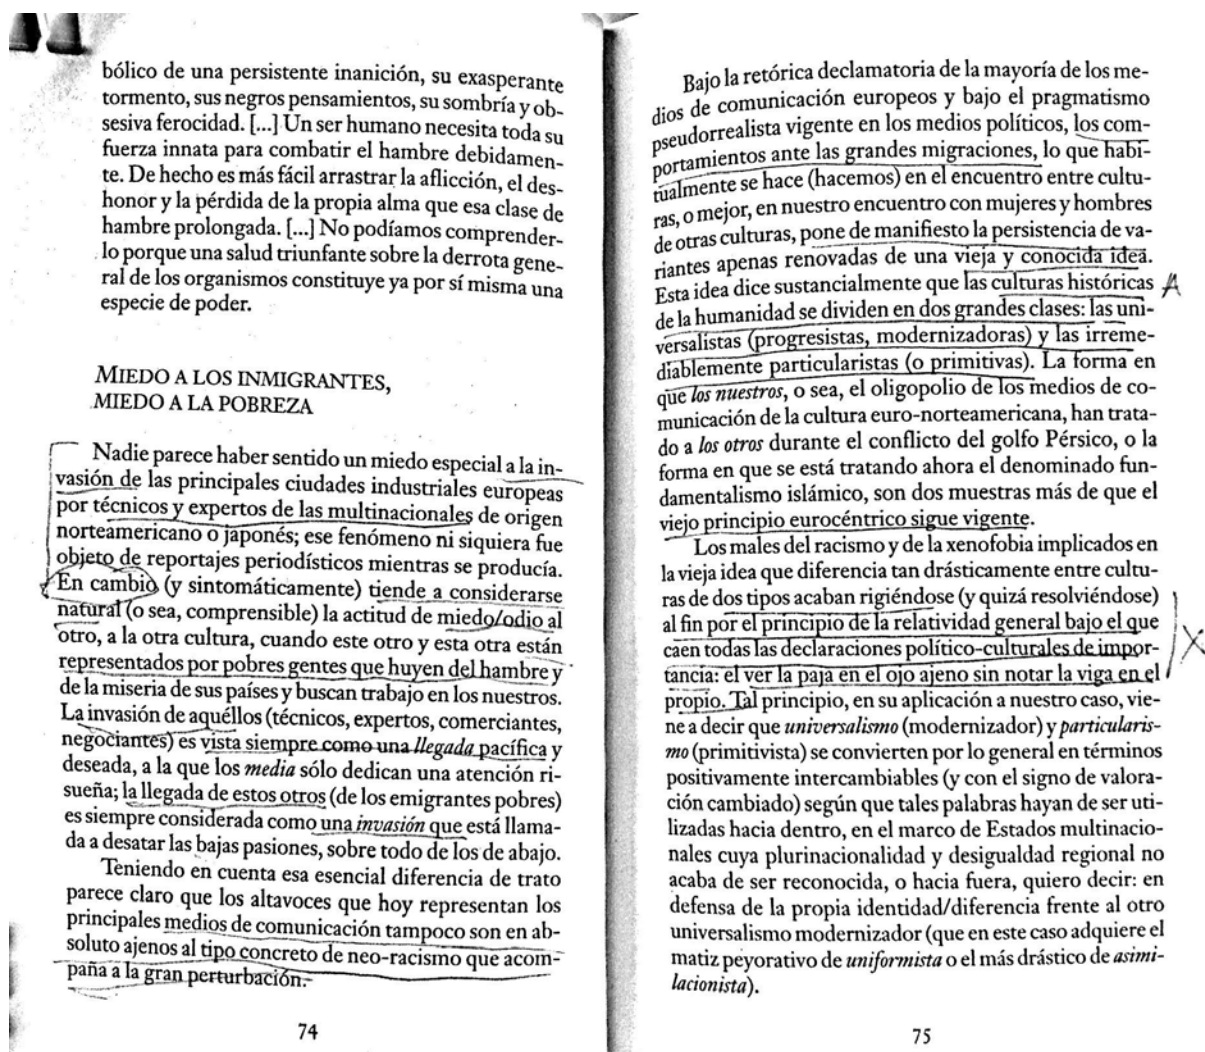 bólico de una persistente inanición, su exasperante
tormento, sus negros pensamientos, su sombría y ob-
sesiva ferocidad. [...] Un ser humano necesita toda su
fuerza innata para combatir el hambre debidamen-
te. De hecho es más fácil arrastrar la aflicción, el des-
honor y la pérdida de la propia alma que esa clase de
hambre prolongada. [...] No podíamos comprender-
lo porque una salud triunfante sobre la derrota gene-
ral de los organismos constituye ya por sí misma una
especie de poder.
MIEDO A LOS INMIGRANTES,
MIEDO A LA POBREZA
Nadie parece haber sentido un miedo especial a la in-
vasión de las principales ciudades industriales europeas
por técnicos y expertos de las multinacionales de origen
norteamericano o japonés; ese fenómeno ni siquiera fue
objeto de reportajes periodísticos mientras se producía.
En cambio (y sintomáticamente) tiende a considerarse
natural (o sea, comprensible) la actitud de miedo/odio al
otro, a la otra cultura, cuando este otro y esta otra están
representados por pobres gentes que huyen del hambre y
de la miseria de sus países y buscan trabajo en los nuestros.
La invasión de aquéllos (técnicos, expertos, comerciantes,
negociantes) es vista siempre como una llegada pacífica y
deseada, a la que los media sólo dedican una atención ri-
sueña; la llegada de estos otros (de los emigrantes pobres)
es siempre considerada como una invasión que está llama-
da a desatar las bajas pasiones, sobre todo de los de abajo.
Teniendo en cuenta esa esencial diferencia de trato
parece claro que los altavoces que hoy representan los
principales medios de comunicación tampoco son en ab-
soluto ajenos al tipo concreto de neo-racismo que acom-
paña a la gran perturbación.
74
Bajo la retórica declamatoria de la mayoría de los me-
dios de comunicación europeos y bajo el pragmatismo
pseudorrealista vigente en los medios políticos, los com-
portamientos ante las grandes migraciones, lo que habi-
tualmente se hace (hacemos) en el encuentro entre cultu-
ras, o mejor, en nuestro encuentro con mujeres y hombres
de otras culturas, pone de manifiesto la persistencia de va-
riantes apenas renovadas de una vieja y conocida idea.
Esta idea dice sustancialmente que las culturas históricas A
de la humanidad se dividen en dos grandes clases: las uni-
versalistas (progresistas, modernizadoras) y las irreme-
diablemente particularistas (o primitivas). La forma en
que los nuestros, o sea, el oligopolio de los medios de co-
municación de la cultura euro-norteamericana, han trata-
do a los otros durante el conflicto del golfo Pérsico, o la
forma en que se está tratando ahora el denominado fun-
damentalismo islámico, son dos muestras más de que el
viejo principio eurocéntrico sigue vigente.
Los males del racismo y de la xenofobia implicados en
la vieja idea que diferencia tan drásticamente entre cultu-
ras de dos tipos acaban rigiéndose (y quizá resolviéndose)
al fin por el principio de la relatividad general bajo el que
caen todas las declaraciones político-culturales de impor-
tancia: el ver la paja en el ojo ajeno sin notar la viga en el
propio. Tal principio, en su aplicación a nuestro caso, vie-
ne a decir que universalismo (modernizador) y particularis-
mo (primitivista) se convierten por lo general en términos
positivamente intercambiables (y con el signo de valora-
ción cambiado) según que tales palabras hayan de ser uti-
lizadas hacia dentro, en el marco de Estados multinacio-
nales cuya plurinacionalidad y desigualdad regional no
acaba de ser reconocida, o hacia fuera, quiero decir: en
defensa de la propia identidad/diferencia frente al otro
universalismo modernizador (que en este caso adquiere el
matiz peyorativo de uniformista o el más drástico de asimi-
lacionista).
75